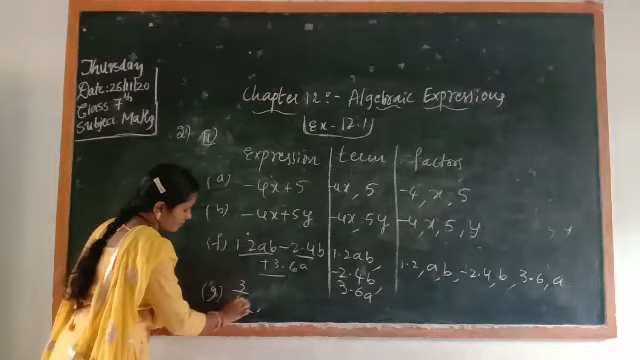 Thursday
Date: 26/11/20
Class 7th
Subject Maths
Chapter 12:- Algebraic Expressions
Ex-12.1
2) ii)
Expression term factors
(a) -4x+5 -4x, 5 -4, x, 5
(b) -4x+5y -4x, 5y -4, x, 5, y
(f) 1.2ab-2.4b 1.2ab,
+3.6a -2.4b, 1.2, a, b, -2.4, b, 3.6, a
3.6a
(g) 3